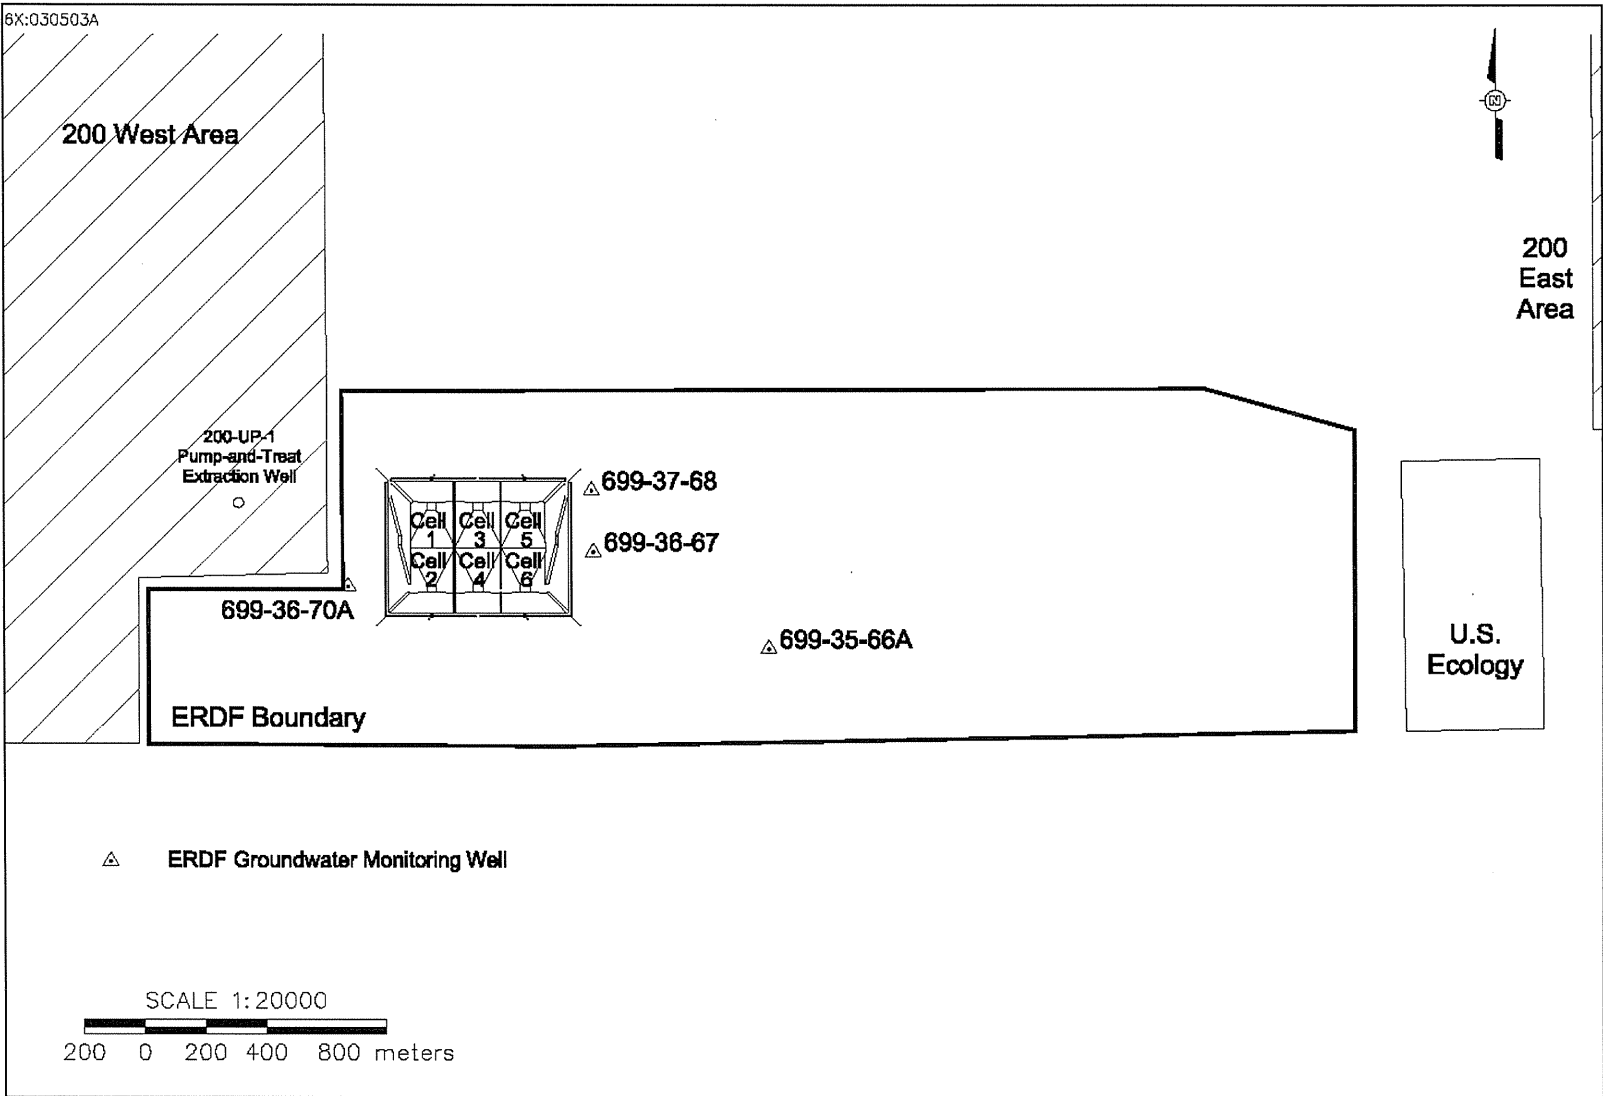 6X:030503A
200 West Area
N
200
East
Area
200-UP-1
Pump-and-Treat
Extraction Well
699-37-68
Cell
1
Cell
3
Cell
5
699-36-67
Cell
2
Cell
4
Cell
6
699-36-70A
699-35-66A
U.S.
Ecology
ERDF Boundary
ERDF Groundwater Monitoring Well
SCALE 1:20000
200 0 200 400 800 meters